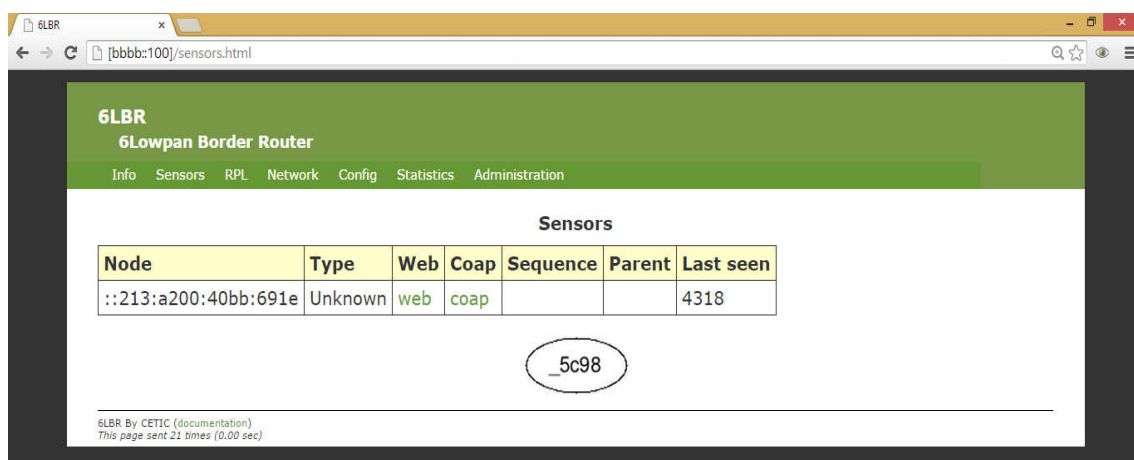 6LBR
[bbbb::100]/sensors.html
6LBR
6Lowpan Border Router
Info Sensors RPL Network Config Statistics Administration
Sensors
Node Type Web Coap Sequence Parent Last seen
::213:a200:40bb:691e Unknown web coap 4318
_5c98
6LBR By CETIC (documentation)
This page sent 21 times (0.00 sec)